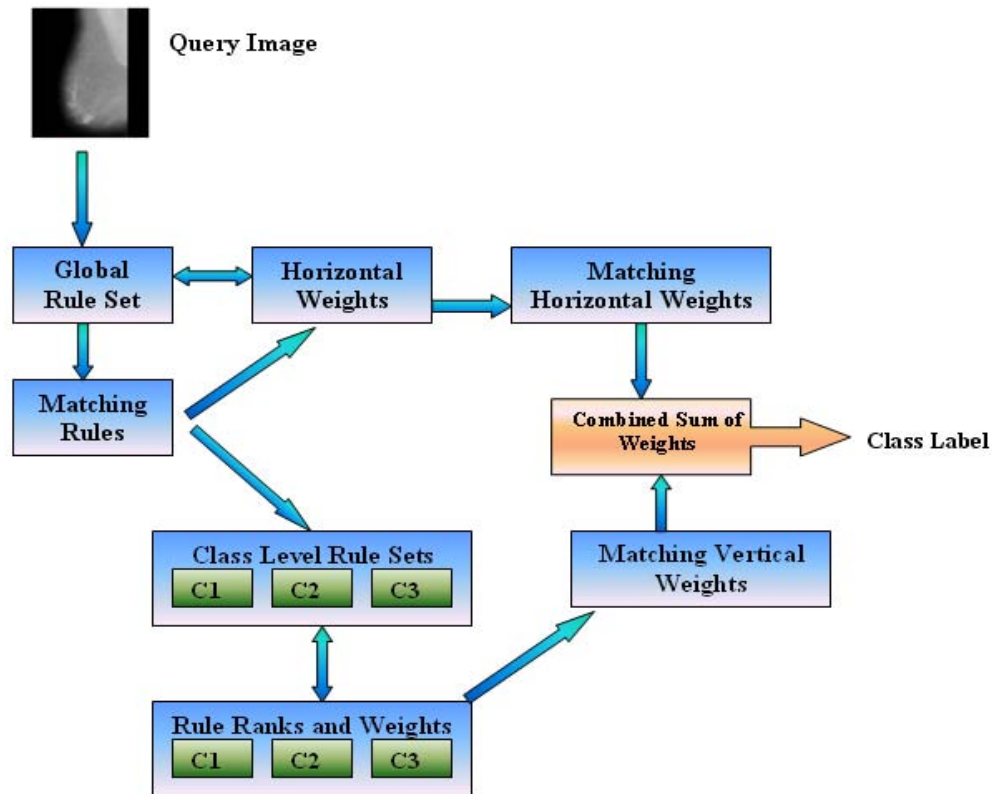 Query Image
Global
Rule Set
Horizontal
Weights
Matching
Horizontal Weights
Matching
Rules
Combined Sum of
Weights
Class Label
Class Level Rule Sets
C1 C2 C3
Matching Vertical
Weights
Rule Ranks and Weights
C1 C2 C3